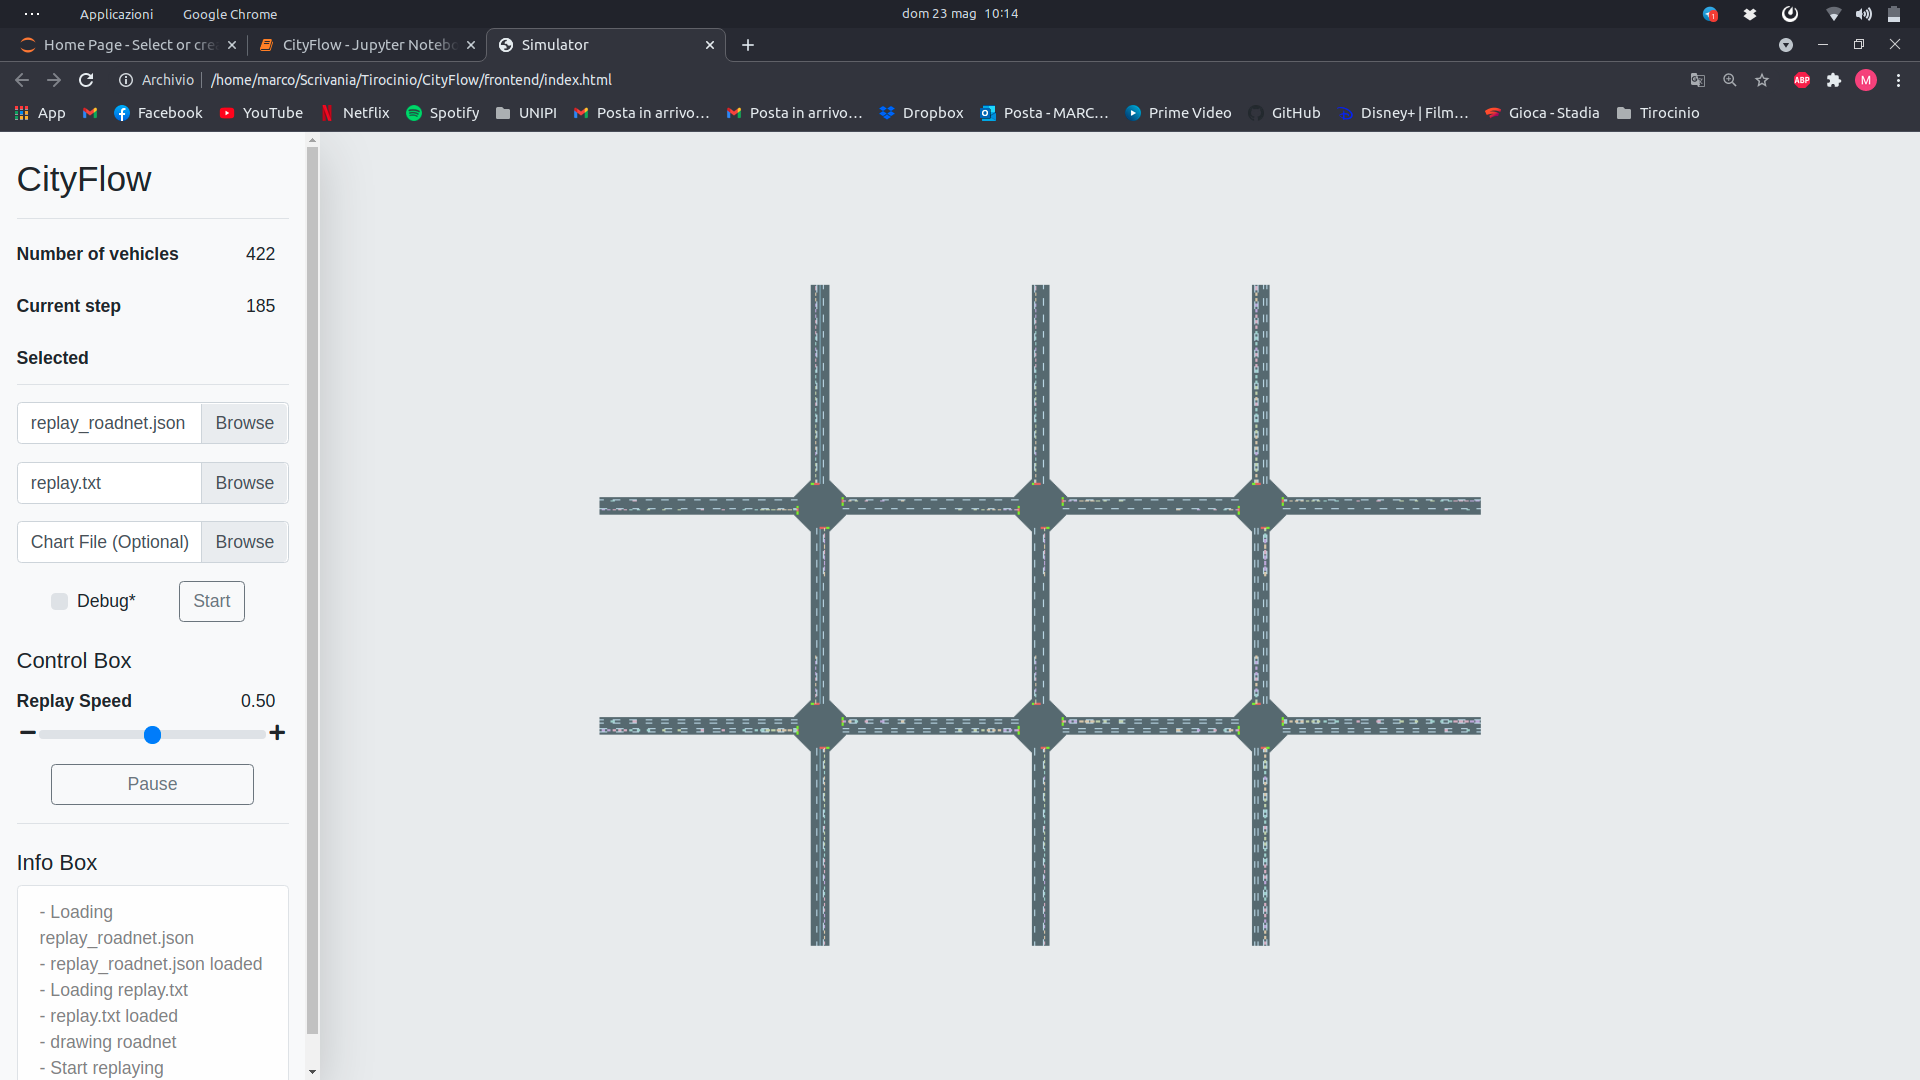 Applicazioni Google Chrome dom 23 mag 10:14
Home Page - Select or cre CityFlow - Jupyter Notebo Simulator
Archivio /home/marco/Scrivania/Tirocinio/CityFlow/frontend/index.html ABP M
App Facebook YouTube Netflix Spotify UNIPI Posta in arrivo… Posta in arrivo… Dropbox Posta - MARC… Prime Video GitHub Disney+ | Film… Gioca - Stadia Tirocinio
CityFlow
Number of vehicles 422
Current step 185
Selected
replay_roadnet.json Browse
replay.txt Browse
Chart File (Optional) Browse
Debug* Start
Control Box
Replay Speed 0.50
Pause
Info Box
- Loading
replay_roadnet.json
- replay_roadnet.json loaded
- Loading replay.txt
- replay.txt loaded
- drawing roadnet
- Start replaying